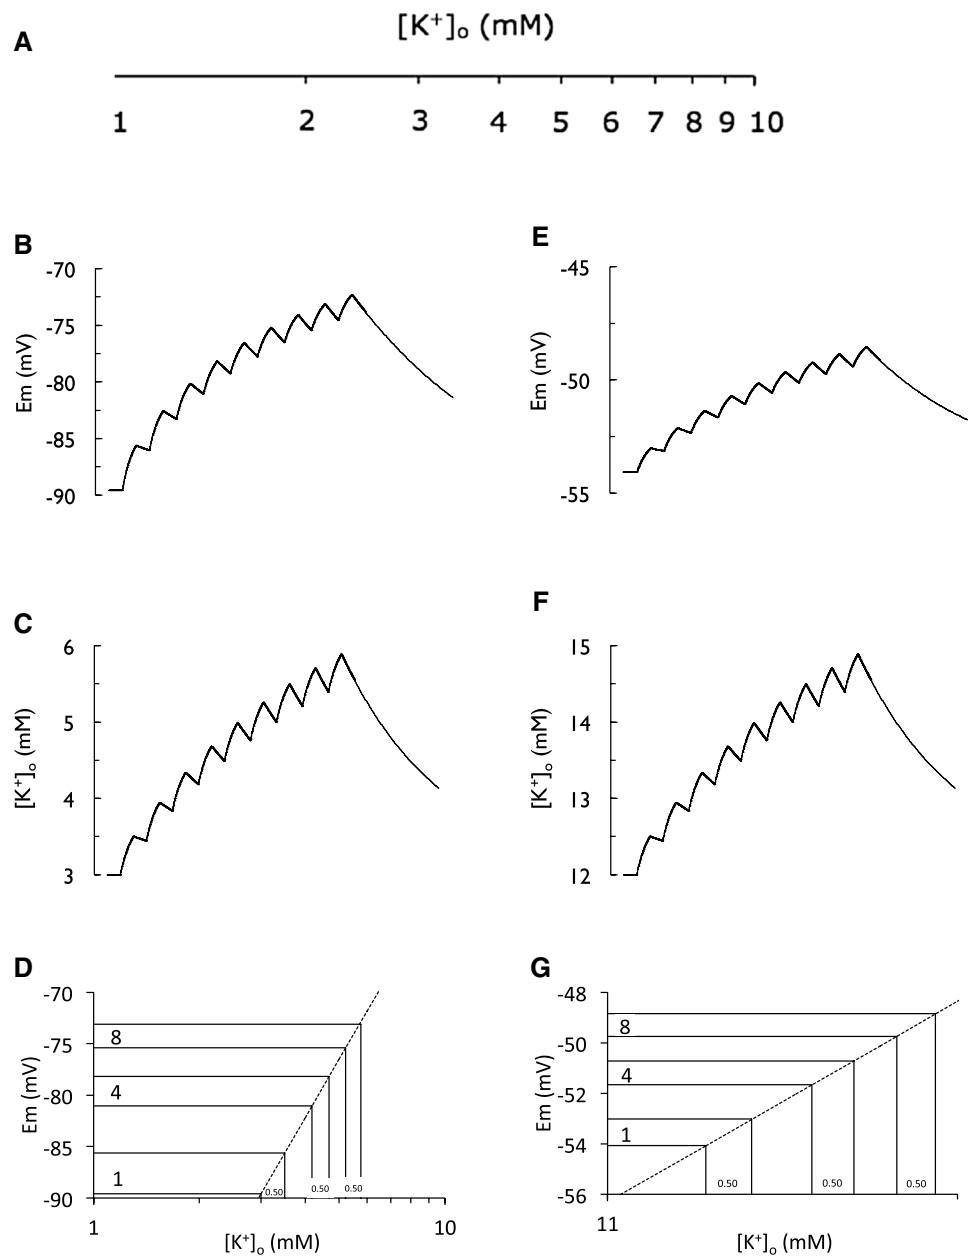 A
[K⁺]ₒ (mM)
1 2 3 4 5 6 7 8 9 10
B
-70
-75
-80
-85
-90
Em (mV)
E
-45
-50
-55
Em (mV)
C
6
5
4
3
[K⁺]ₒ (mM)
F
15
14
13
12
[K⁺]ₒ (mM)
D
-70
-75
-80
-85
-90
Em (mV)
8
4
1
0.50 0.50 0.50
1 10
[K⁺]ₒ (mM)
G
-48
-50
-52
-54
-56
Em (mV)
8
4
1
0.50 0.50 0.50
11
[K⁺]ₒ (mM)